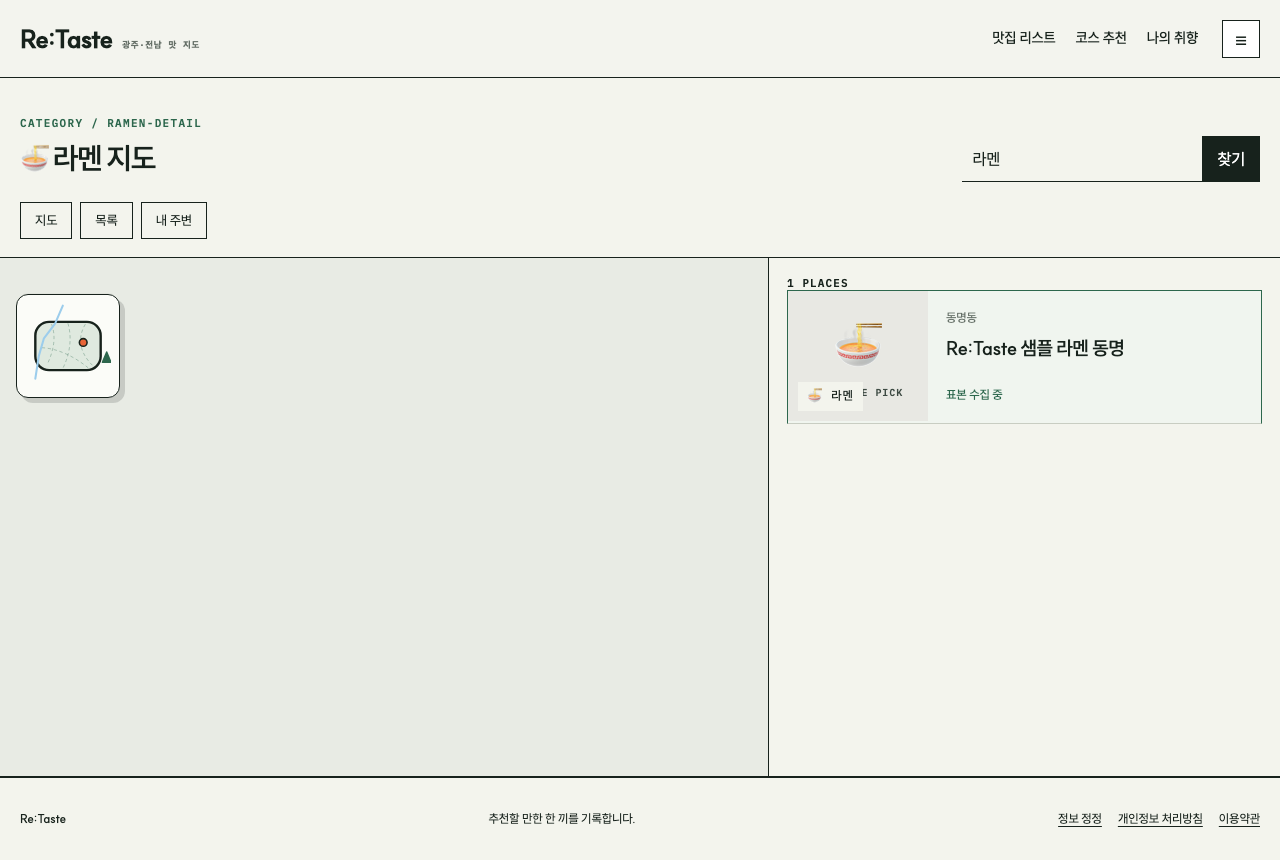 Re:Taste 광주·전남 맛 지도
맛집 리스트 코스 추천 나의 취향
CATEGORY / RAMEN-DETAIL
라멘 지도
라멘 찾기
지도 목록 내 주변
1 PLACES
동명동
Re:Taste 샘플 라멘 동명
라멘 E PICK
표본 수집 중
Re:Taste
추천할 만한 한 끼를 기록합니다.
정보 정정 개인정보 처리방침 이용약관